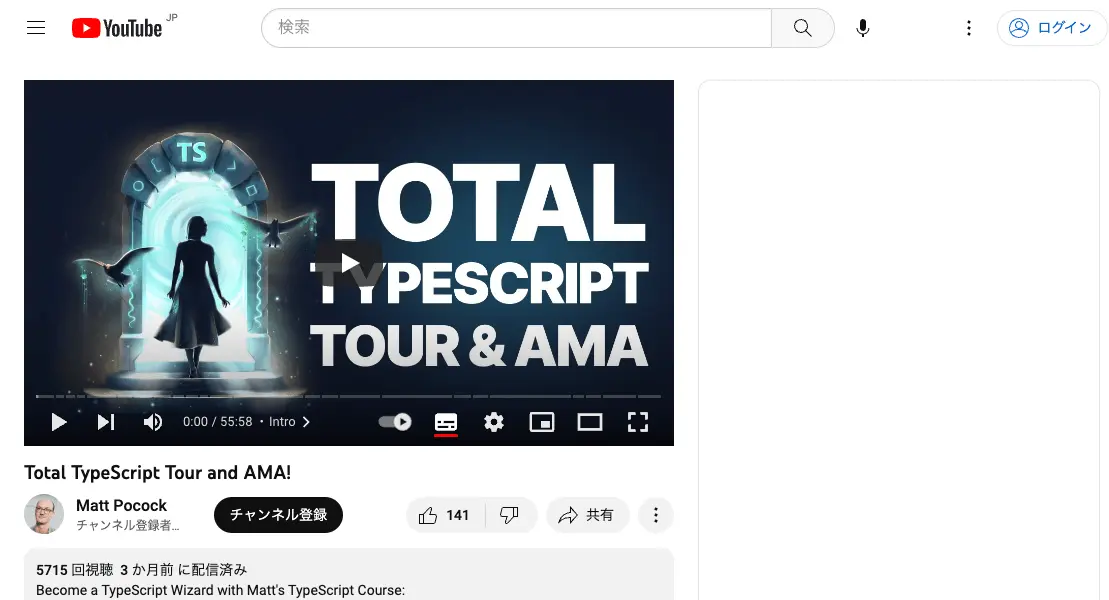 YouTube JP
検索
ログイン
TS
TOTAL
TYPESCRIPT
TOUR & AMA
0:00 / 55:58 • Intro
Total TypeScript Tour and AMA!
Matt Pocock
チャンネル登録者...
チャンネル登録
141
共有
5715 回視聴 3 か月前 に配信済み
Become a TypeScript Wizard with Matt's TypeScript Course: